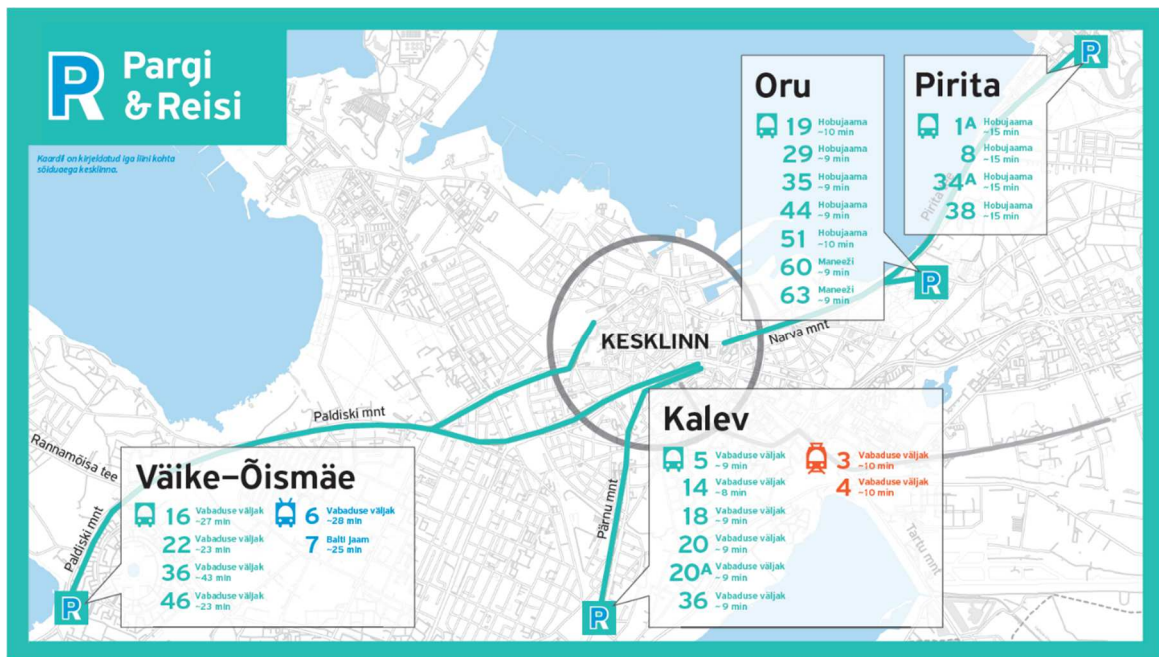 Pargi
& Reisi
Kaardil on kirjeldatud iga liini kohta
sõiduaega kesklinna.
Oru
19 Hobujaama
~10 min
29 Hobujaama
~9 min
35 Hobujaama
~9 min
44 Hobujaama
~9 min
51 Hobujaama
~10 min
60 Maneeži
~9 min
63 Maneeži
~9 min
Pirita
1A Hobujaama
~15 min
8 Hobujaama
~15 min
34A Hobujaama
~15 min
38 Hobujaama
~15 min
R
Pirita tee
R
KESKLINN
Narva mnt
Paldiski mnt
Rannamõisa tee
Paldiski mnt
Väike-Õismäe
16 Vabaduse väljak
~27 min
22 Vabaduse väljak
~23 min
36 Vabaduse väljak
~43 min
46 Vabaduse väljak
~23 min
6 Vabaduse väljak
~28 min
7 Balti Jaam
~25 min
R
Kalev
5 Vabaduse väljak
~9 min
14 Vabaduse väljak
~8 min
18 Vabaduse väljak
~9 min
20 Vabaduse väljak
~9 min
20A Vabaduse väljak
~9 min
36 Vabaduse väljak
~9 min
3 Vabaduse väljak
~10 min
4 Vabaduse väljak
~10 min
Pärnu mnt
Tartu mnt
R